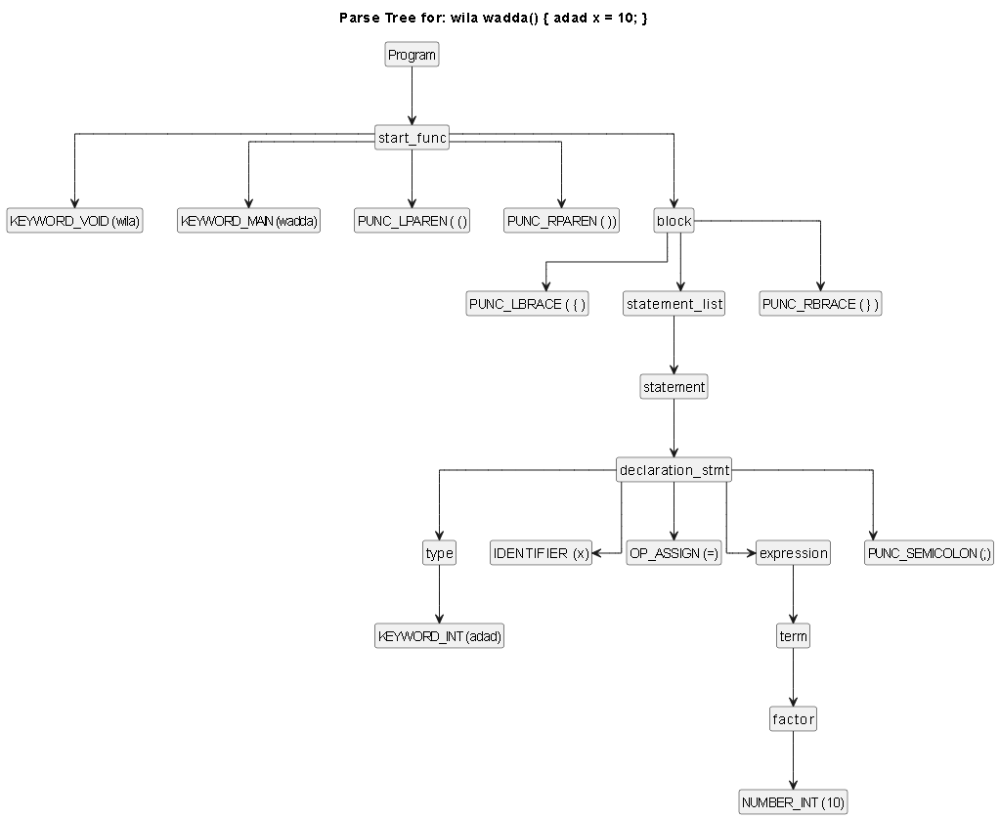 Parse Tree for: wila wadda() { adad x = 10; }
Program
start_func
KEYWORD_VOID (wila)
KEYWORD_MAIN (wadda)
PUNC_LPAREN ( ()
PUNC_RPAREN ( ))
block
PUNC_LBRACE ( { )
statement_list
PUNC_RBRACE ( } )
statement
declaration_stmt
type
IDENTIFIER (x)
OP_ASSIGN (=)
expression
PUNC_SEMICOLON (;)
KEYWORD_INT (adad)
term
factor
NUMBER_INT (10)